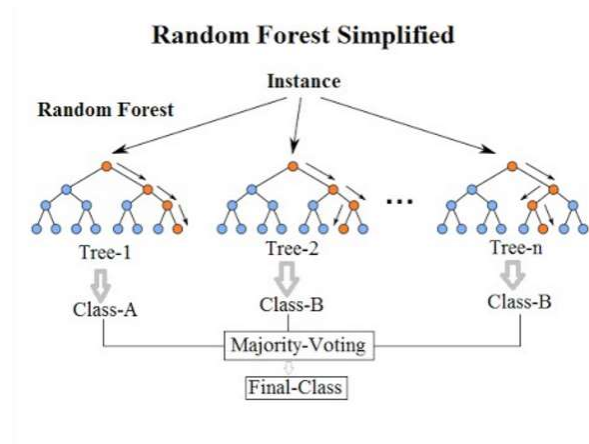 Random Forest Simplified
Instance
Random Forest
...
Tree-1
Tree-2
Tree-n
Class-A
Class-B
Class-B
Majority-Voting
Final-Class